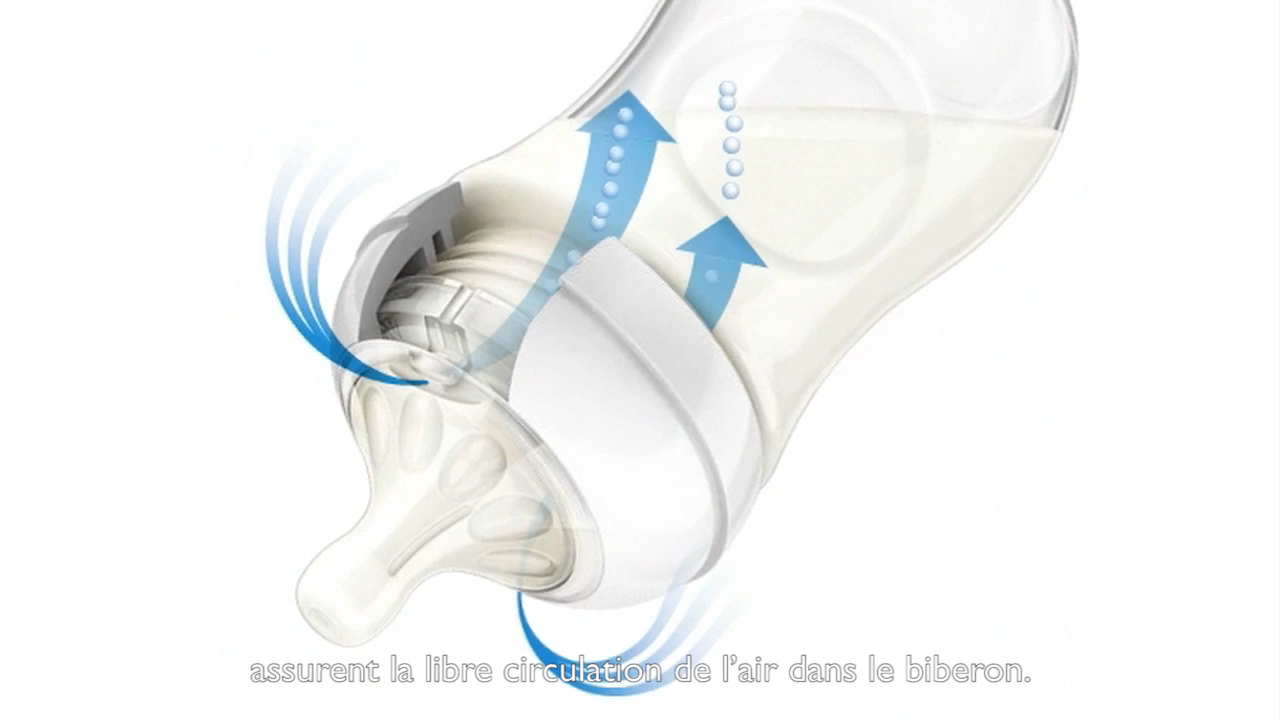 assurent la libre circulation de l'air dans le biberon.